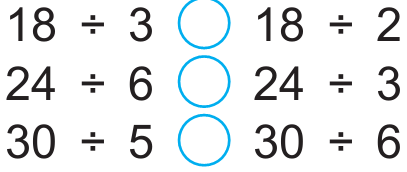 18 ÷ 3 ◯ 18 ÷ 2
24 ÷ 6 ◯ 24 ÷ 3
30 ÷ 5 ◯ 30 ÷ 6